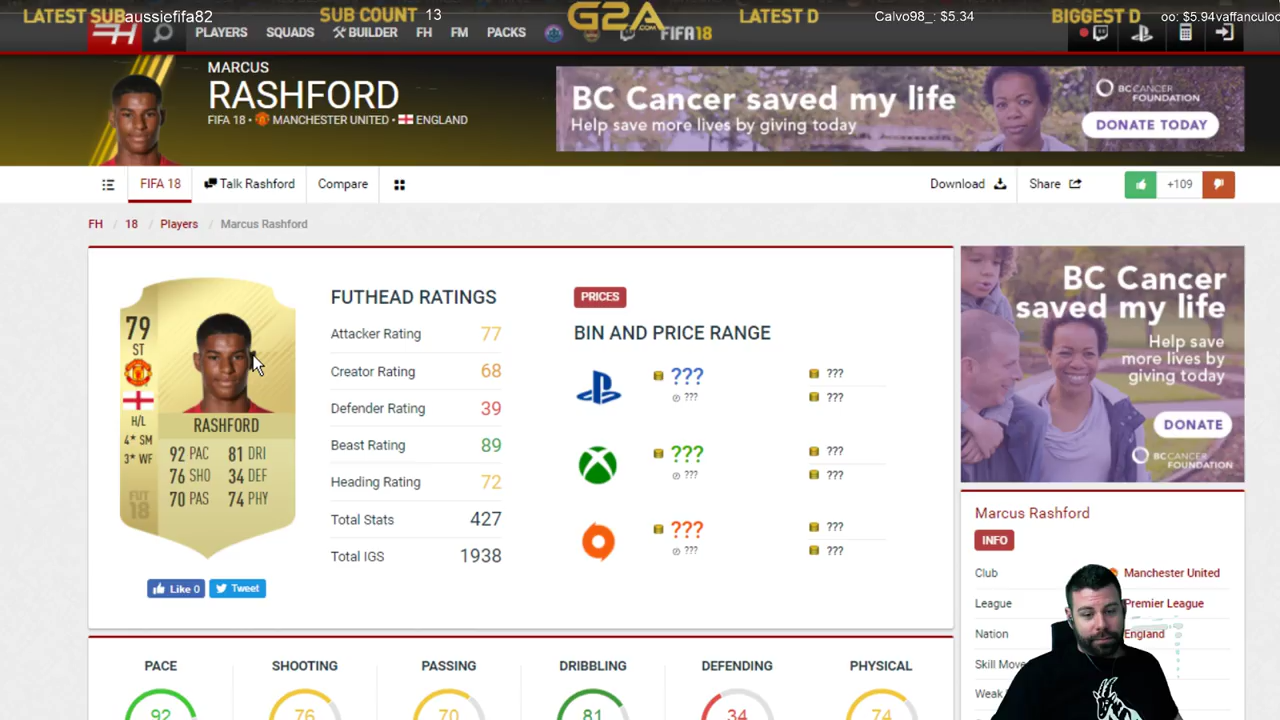 LATEST SUB aussiefifa82
SUB COUNT 13
G2A.COM
LATEST D Calvo98_: $5.34
BIGGEST D oo: $5.94vaffanculoo
FH PLAYERS SQUADS BUILDER FH FM PACKS FIFA18
MARCUS
RASHFORD
FIFA 18 • MANCHESTER UNITED • ENGLAND
BC Cancer saved my life
Help save more lives by giving today
BC CANCER
FOUNDATION
DONATE TODAY
FIFA 18 Talk Rashford Compare
Download Share +109
FH / 18 / Players / Marcus Rashford
79
ST
H/L
4* SM
3* WF
FUT
18
RASHFORD
92 PAC 81 DRI
76 SHO 34 DEF
70 PAS 74 PHY
Like 0 Tweet
FUTHEAD RATINGS
Attacker Rating 77
Creator Rating 68
Defender Rating 39
Beast Rating 89
Heading Rating 72
Total Stats 427
Total IGS 1938
PRICES
BIN AND PRICE RANGE
??? ???
??? ???
??? ???
??? ???
??? ???
??? ???
BC Cancer
saved my life
Help save
more lives by
giving today
DONATE
BC CANCER
FOUNDATION
Marcus Rashford
INFO
Club Manchester United
League Premier League
Nation England
Skill Move
Weak
PACE SHOOTING PASSING DRIBBLING DEFENDING PHYSICAL
92 76 70 81 34 74